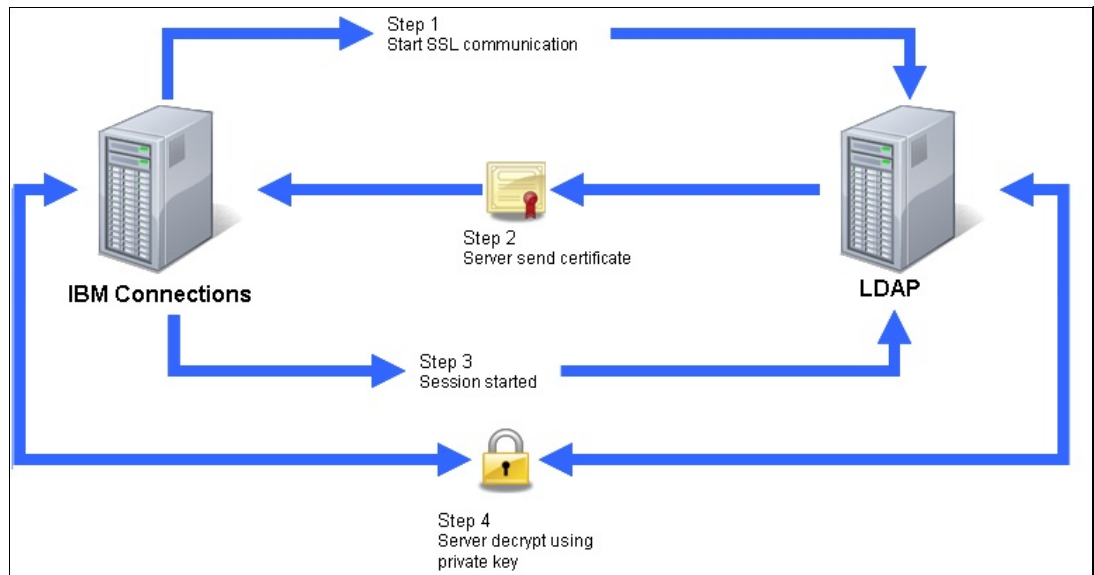 Step 1
Start SSL communication
Step 2
Server send certificate
IBM Connections
LDAP
Step 3
Session started
Step 4
Server decrypt using
private key